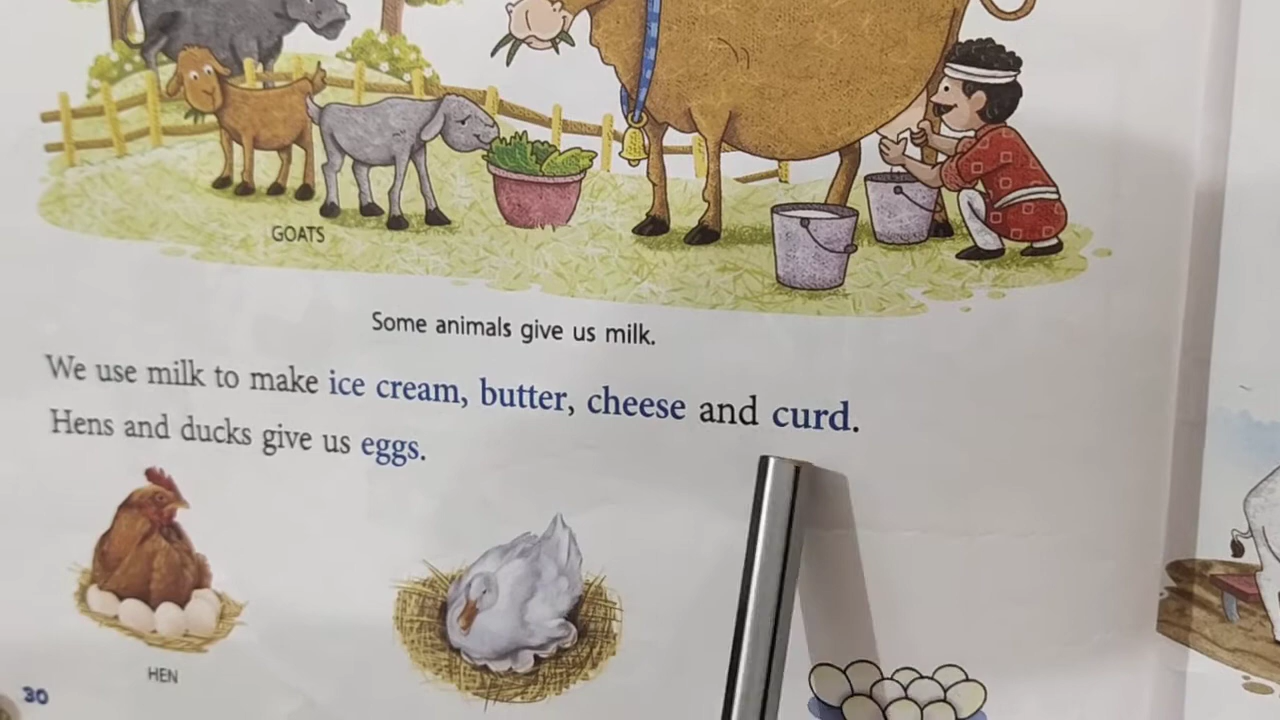 GOATS
Some animals give us milk.
We use milk to make ice cream, butter, cheese and curd.
Hens and ducks give us eggs.
HEN
30